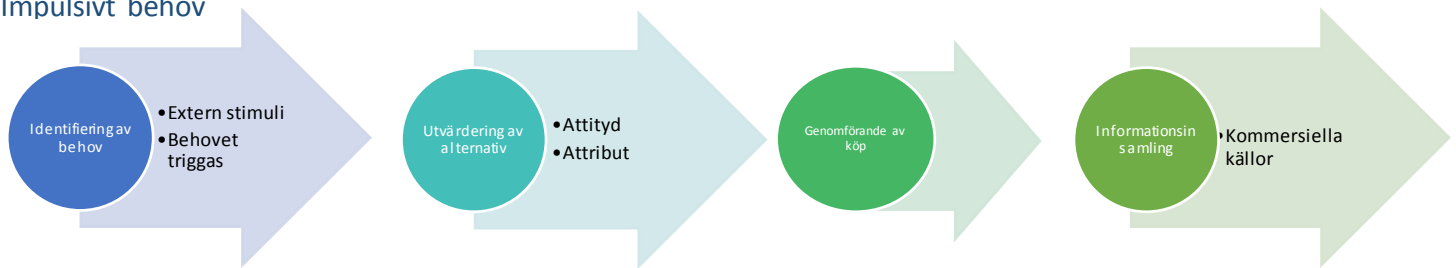 Impulsivt behov
Identifiering av
behov
•Extern stimuli
•Behovet
triggas
Utvärdering av
alternativ
•Attityd
•Attribut
Genomförande av
köp
Informationsin
samling
•Kommersiella
källor